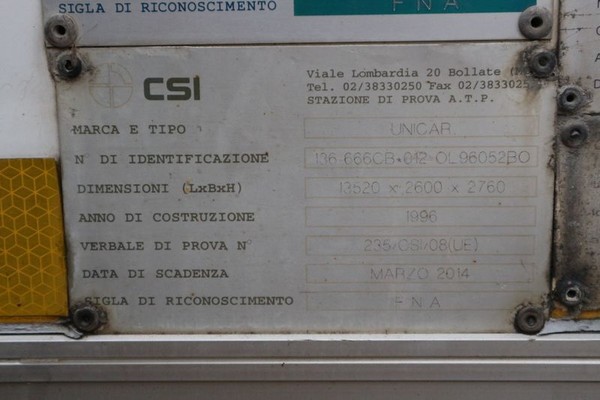 SIGLA DI RICONOSCIMENTO F N A
CSI
Viale Lombardia 20 Bollate
Tel. 02/38330250 Fax 02/3833025
STAZIONE DI PROVA A.T.P.
MARCA E TIPO UNICAR
N DI IDENTIFICAZIONE 136 666CB*012 OL96052BO
DIMENSIONI (LxBxH) 13520 x 2600 x 2760
ANNO DI COSTRUZIONE 1996
VERBALE DI PROVA N 235/CSI/08(UE)
DATA DI SCADENZA MARZO 2014
SIGLA DI RICONOSCIMENTO F N A